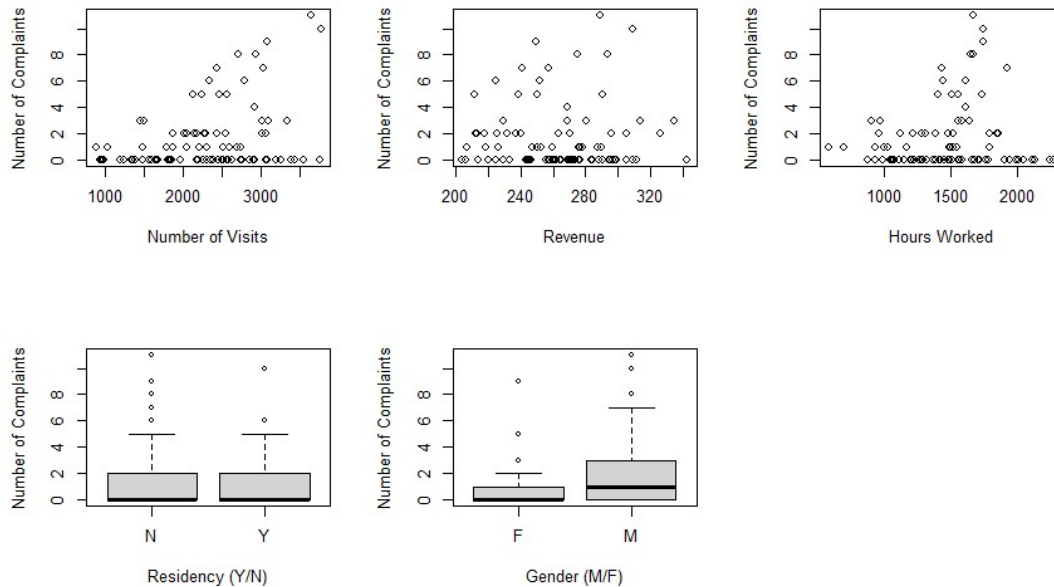 Number of Complaints
0 2 4 6 8
1000 2000 3000
Number of Visits
Number of Complaints
0 2 4 6 8
200 240 280 320
Revenue
Number of Complaints
0 2 4 6 8
1000 1500 2000
Hours Worked
Number of Complaints
0 2 4 6 8
N Y
Residency (Y/N)
Number of Complaints
0 2 4 6 8
F M
Gender (M/F)